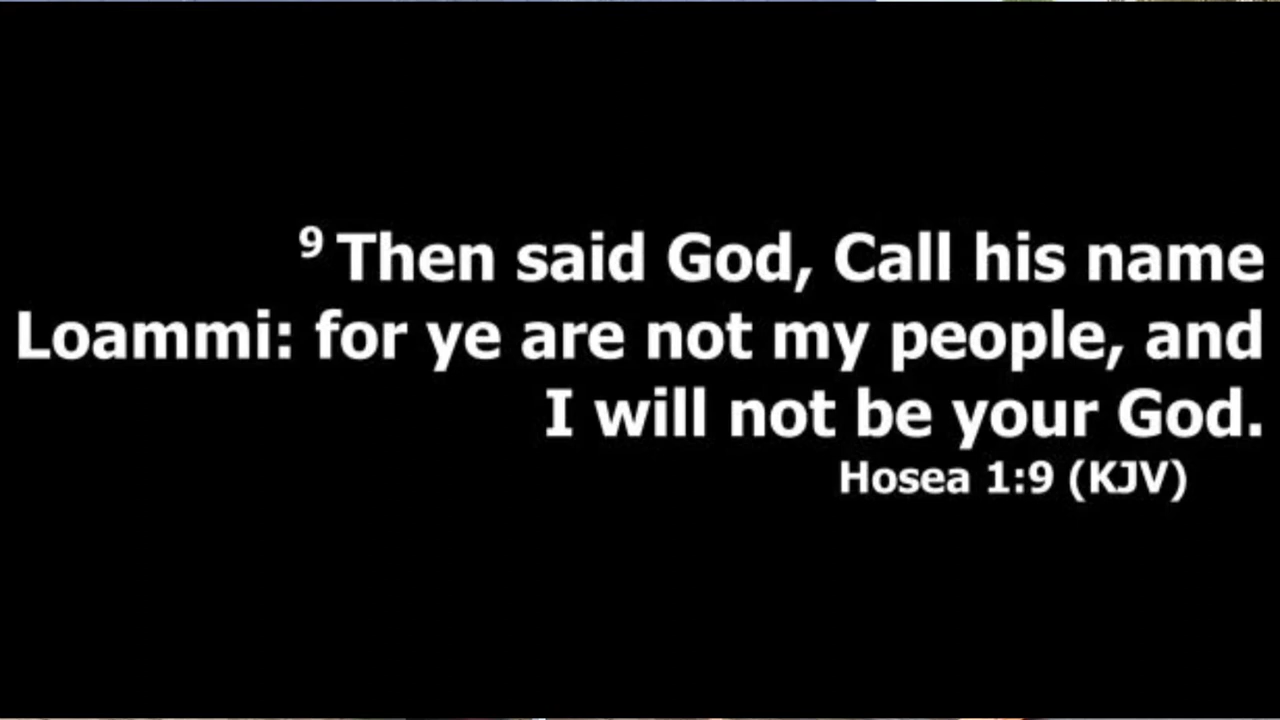 9 Then said God, Call his name
Loammi: for ye are not my people, and
I will not be your God.
Hosea 1:9 (KJV)